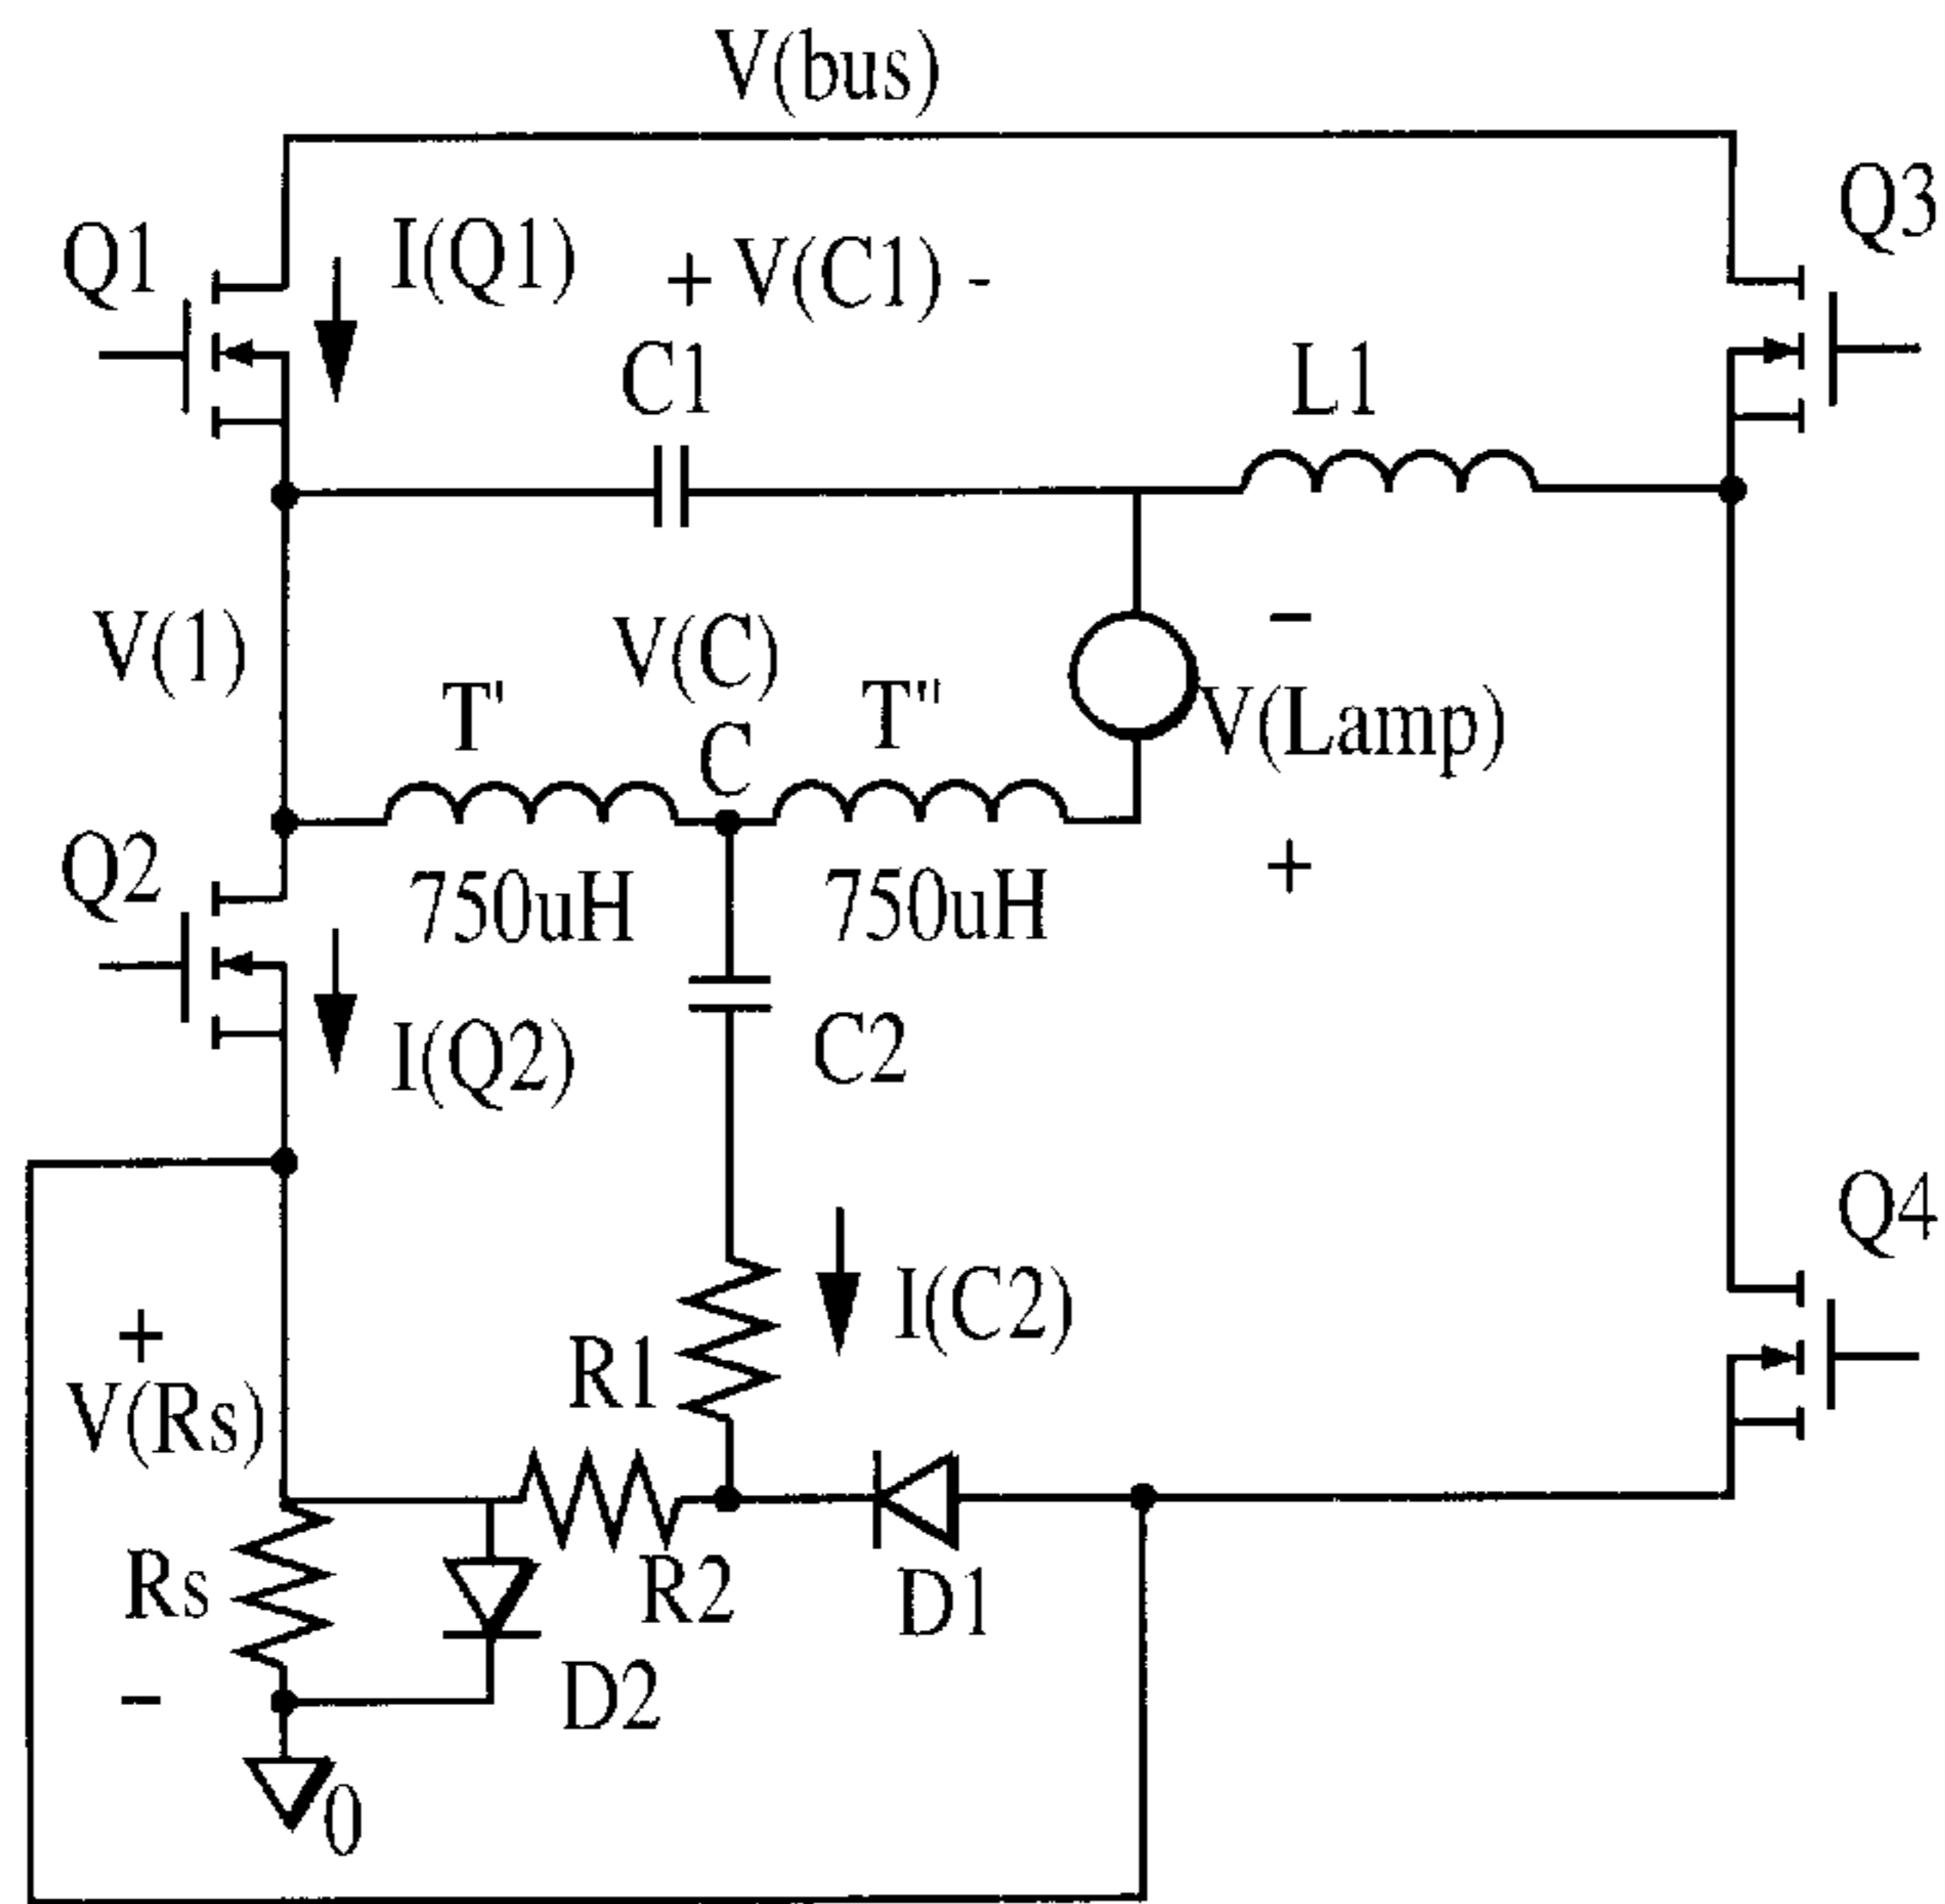 V(bus)
Q1
I(Q1)
+ V(C1) -
Q3
C1
L1
V(1)
V(C)
-
T'
C
T"
V(Lamp)
Q2
750uH
750uH
+
I(Q2)
C2
Q4
+
R1
I(C2)
V(Rs)
Rs
R2
D1
-
D2
0